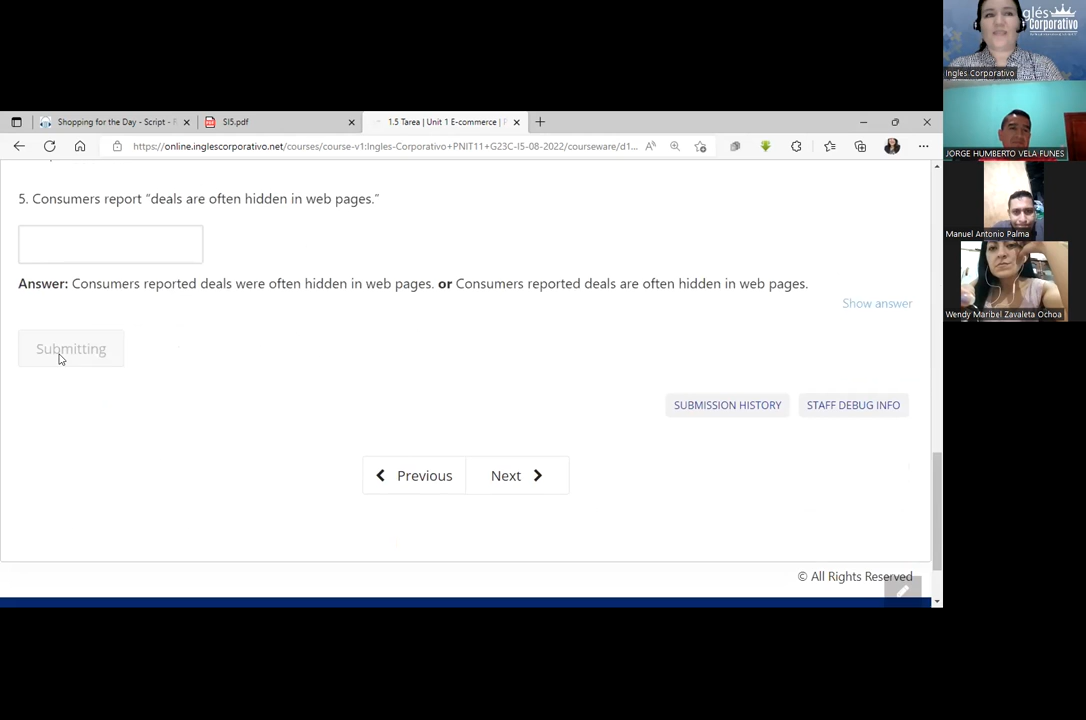 glés
Corporativo
Ingles Corporativo
JORGE HUMBERTO VELA FUNES
Manuel Antonio Palma
Wendy Maribel Zavaleta Ochoa
Shopping for the Day - Script - F
SI5.pdf
1.5 Tarea | Unit 1 E-commerce | P
https://online.inglescorporativo.net/courses/course-v1:Ingles-Corporativo+PNIT11+G23C-I5-08-2022/courseware/d1...
5. Consumers report “deals are often hidden in web pages.”
Answer: Consumers reported deals were often hidden in web pages. or Consumers reported deals are often hidden in web pages.
Show answer
Submitting
SUBMISSION HISTORY
STAFF DEBUG INFO
Previous
Next
© All Rights Reserved